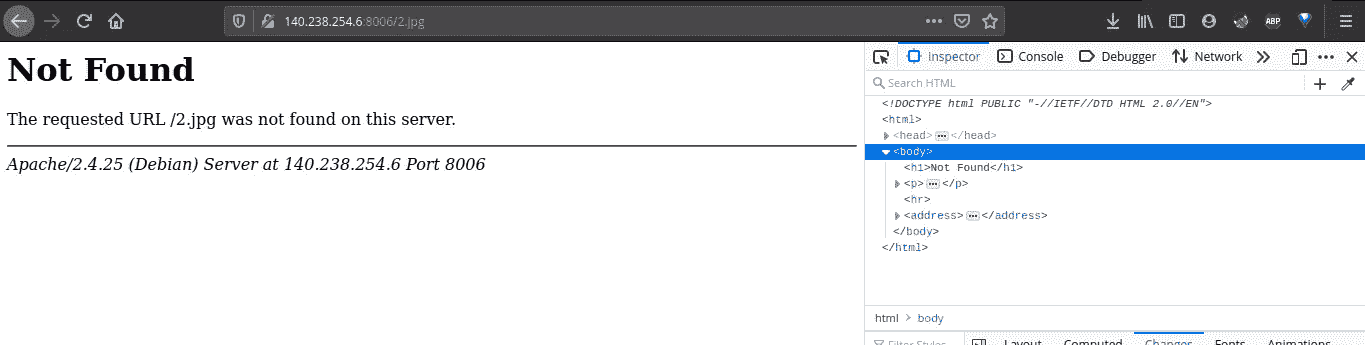 140.238.254.6:8006/2.jpg
ABP
Not Found
The requested URL /2.jpg was not found on this server.
Apache/2.4.25 (Debian) Server at 140.238.254.6 Port 8006
Inspector Console Debugger Network
Search HTML
<!DOCTYPE html PUBLIC "-//IETF//DTD HTML 2.0//EN">
<html>
<head> ... </head>
<body>
<h1>Not Found</h1>
<p> ... </p>
<hr>
<address> ... </address>
</body>
</html>
html > body
Filter Styles Layout Computed Changes Fonts Animations